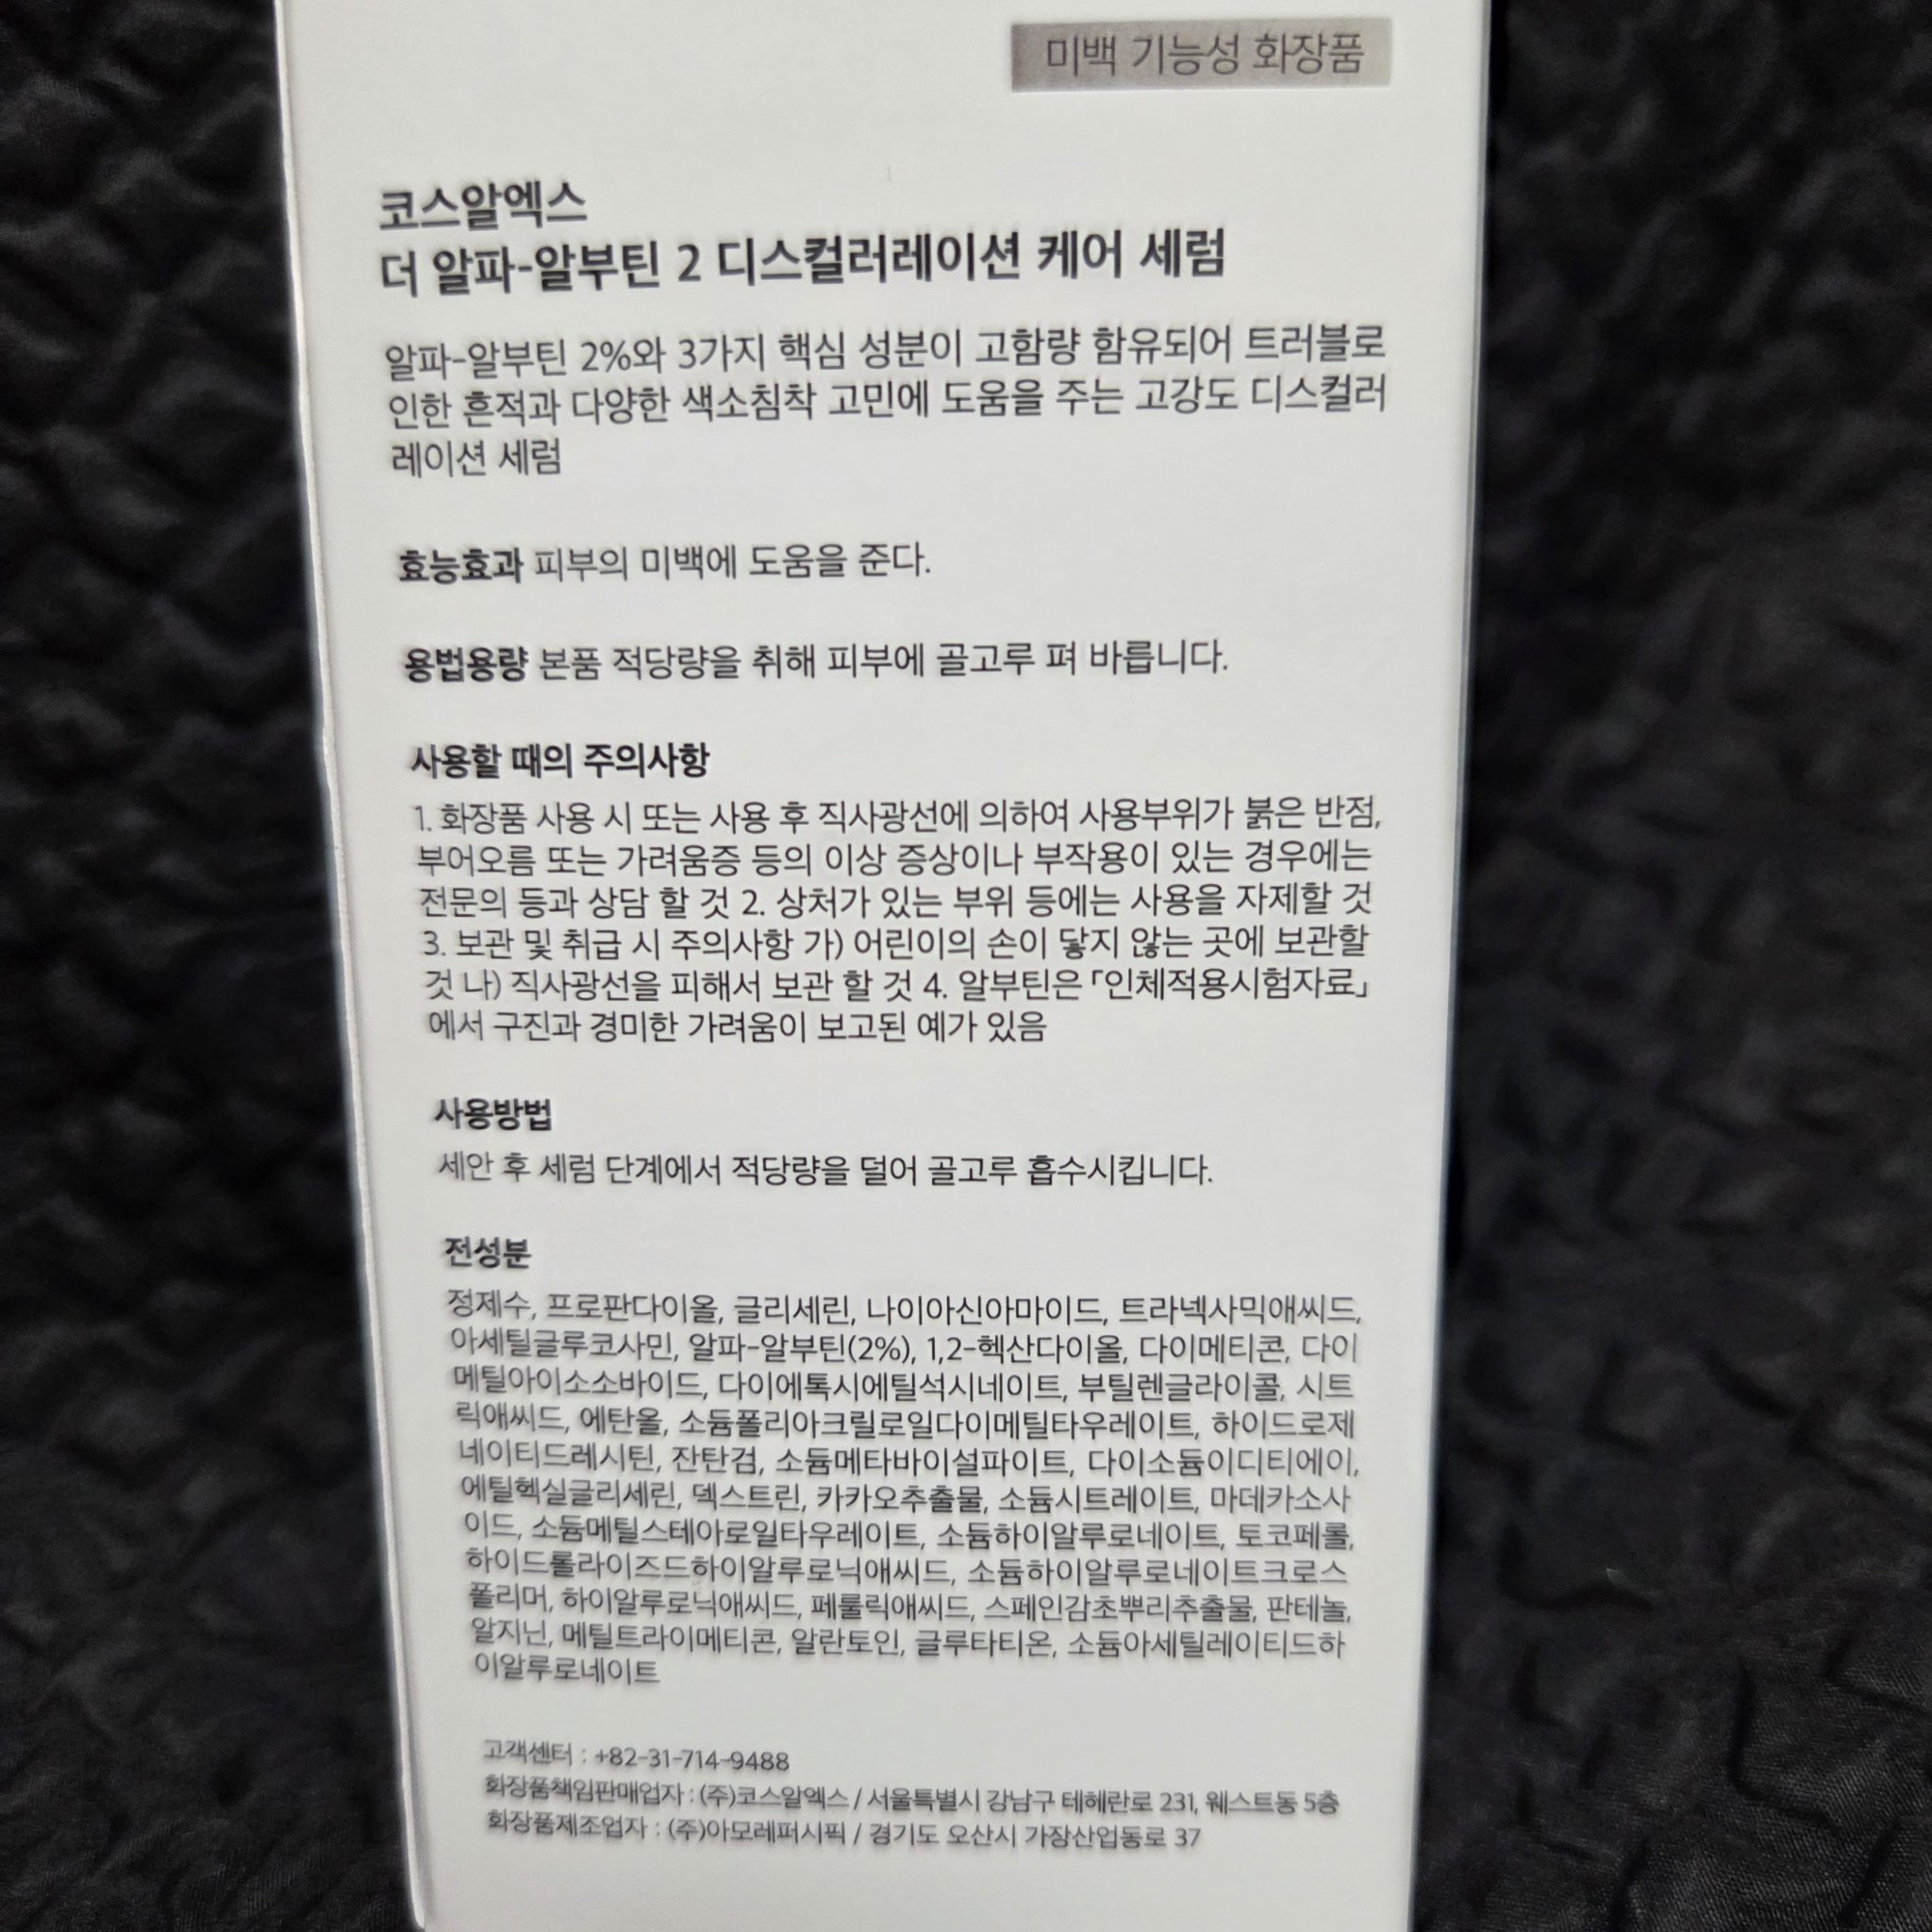 미백 기능성 화장품
코스알엑스
더 알파-알부틴 2 디스컬러레이션 케어 세럼
알파-알부틴 2%와 3가지 핵심 성분이 고함량 함유되어 트러블로
인한 흔적과 다양한 색소침착 고민에 도움을 주는 고강도 디스컬러
레이션 세럼
효능효과 피부의 미백에 도움을 준다.
용법용량 본품 적당량을 취해 피부에 골고루 펴 바릅니다.
사용할 때의 주의사항
1. 화장품 사용 시 또는 사용 후 직사광선에 의하여 사용부위가 붉은 반점,
부어오름 또는 가려움증 등의 이상 증상이나 부작용이 있는 경우에는
전문의 등과 상담 할 것 2. 상처가 있는 부위 등에는 사용을 자제할 것
3. 보관 및 취급 시 주의사항 가) 어린이의 손이 닿지 않는 곳에 보관할
것 나) 직사광선을 피해서 보관 할 것 4. 알부틴은 「인체적용시험자료」
에서 구진과 경미한 가려움이 보고된 예가 있음
사용방법
세안 후 세럼 단계에서 적당량을 덜어 골고루 흡수시킵니다.
전성분
정제수, 프로판다이올, 글리세린, 나이아신아마이드, 트라넥사믹애씨드,
아세틸글루코사민, 알파-알부틴(2%), 1,2-헥산다이올, 다이메티콘, 다이
메틸아이소소바이드, 다이에톡시에틸석시네이트, 부틸렌글라이콜, 시트
릭애씨드, 에탄올, 소듐폴리아크릴로일다이메틸타우레이트, 하이드로제
네이티드레시틴, 잔탄검, 소듐메타바이설파이트, 다이소듐이디티에이,
에틸헥실글리세린, 덱스트린, 카카오추출물, 소듐시트레이트, 마데카소사
이드, 소듐메틸스테아로일타우레이트, 소듐하이알루로네이트, 토코페롤,
하이드롤라이즈드하이알루로닉애씨드, 소듐하이알루로네이트크로스
폴리머, 하이알루로닉애씨드, 페룰릭애씨드, 스페인감초뿌리추출물, 판테놀,
알지닌, 메틸트라이메티콘, 알란토인, 글루타티온, 소듐아세틸레이티드하
이알루로네이트
고객센터 : +82-31-714-9488
화장품책임판매업자 : (주)코스알엑스 / 서울특별시 강남구 테헤란로 231, 웨스트동 5층
화장품제조업자 : (주)아모레퍼시픽 / 경기도 오산시 가장산업동로 37